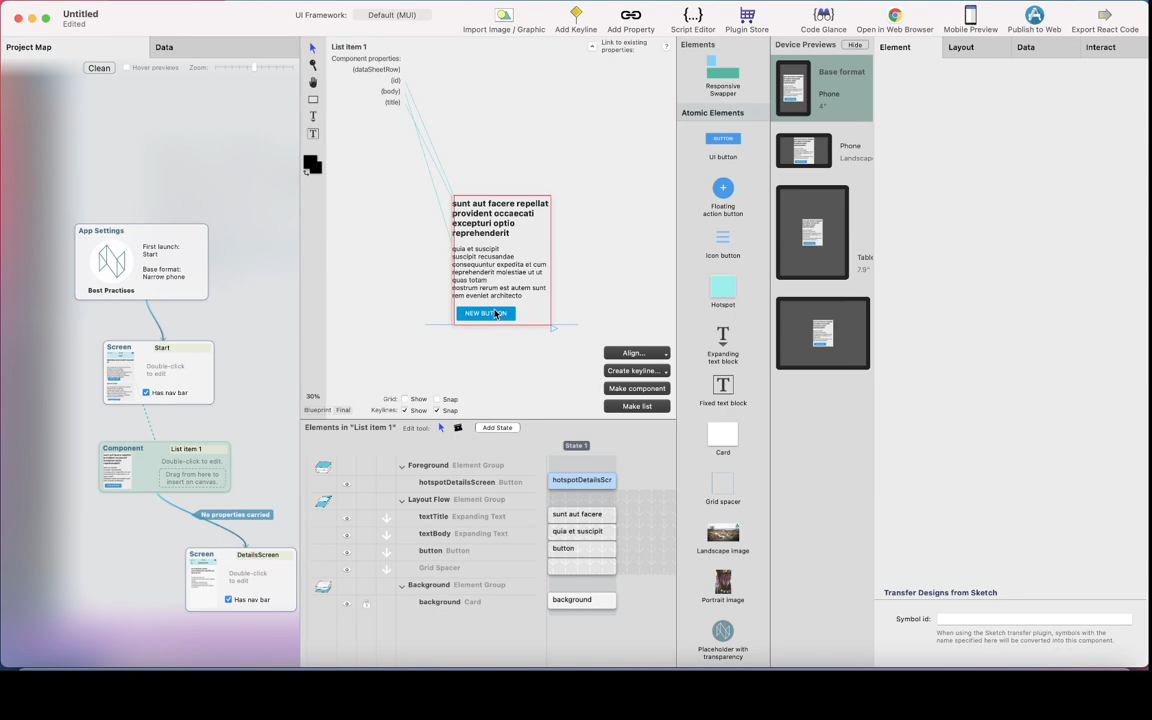 Untitled
Edited
UI Framework:
Default (MUI)
Import Image / Graphic
Add Keyline
Add Property
Script Editor
Plugin Store
Code Glance
Open in Web Browser
Mobile Preview
Publish to Web
Export React Code
Project Map
Data
Clean
Hover previews
Zoom:
App Settings
First launch:
Start
Base format:
Narrow phone
Best Practises
Screen
Start
Double-click
to edit
Has nav bar
Component
List item 1
Double-click to edit.
Drag from here to
insert on canvas.
No properties carried
Screen
DetailsScreen
Double-click
to edit
Has nav bar
List item 1
Component properties:
(dataSheetRow)
(id)
(body)
(title)
Link to existing
properties:
?
sunt aut facere repellat
provident occaecati
excepturi optio
reprehenderit
quia et suscipit
suscipit recusandae
consequuntur expedita et cum
reprehenderit molestiae ut ut
quas totam
nostrum rerum est autem sunt
rem eveniet architecto
NEW BUTTON
Align...
Create keyline...
Make component
Make list
30%
Grid:
Show
Snap
Blueprint
Final
Keylines:
Show
Snap
Elements in "List item 1"
Edit tool:
Add State
State 1
Foreground Element Group
hotspotDetailsScreen Button
hotspotDetailsScr
Layout Flow Element Group
textTitle Expanding Text
sunt aut facere
textBody Expanding Text
quia et suscipit
button Button
button
Grid Spacer
Background Element Group
background Card
background
Elements
Responsive
Swapper
Atomic Elements
BUTTON
UI button
Floating
action button
Icon button
Hotspot
Expanding
text block
Fixed text block
Card
Grid spacer
Landscape image
Portrait image
Placeholder with
transparency
Device Previews
Hide
Base format
Phone
4"
Phone
Landscape
Table
7.9"
Element
Layout
Data
Interact
Transfer Designs from Sketch
Symbol id:
When using the Sketch transfer plugin, symbols with the
name specified here will be converted into this component.